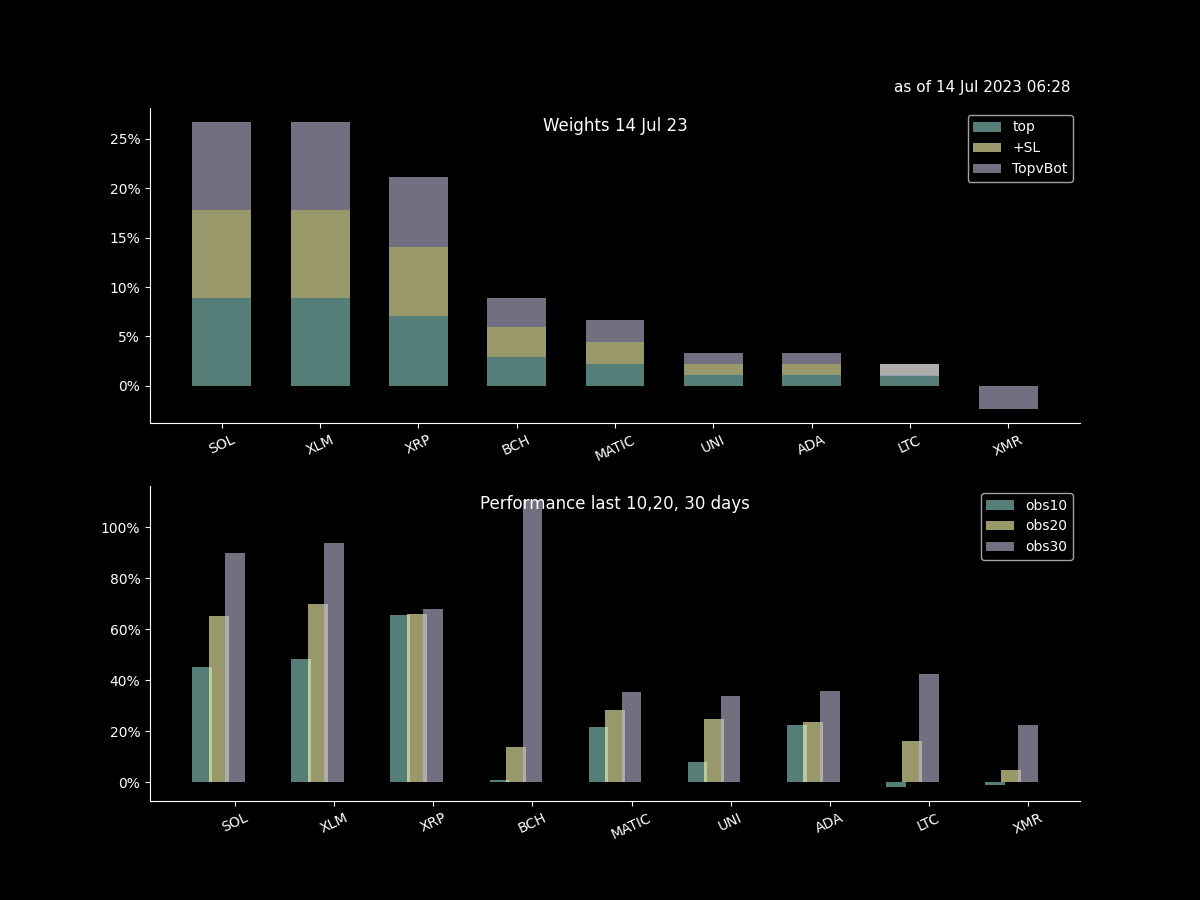 as of 14 Jul 2023 06:28
Weights 14 Jul 23
top
+SL
TopvBot
25%
20%
15%
10%
5%
0%
SOL XLM XRP BCH MATIC UNI ADA LTC XMR
Performance last 10,20, 30 days
obs10
obs20
obs30
100%
80%
60%
40%
20%
0%
SOL XLM XRP BCH MATIC UNI ADA LTC XMR